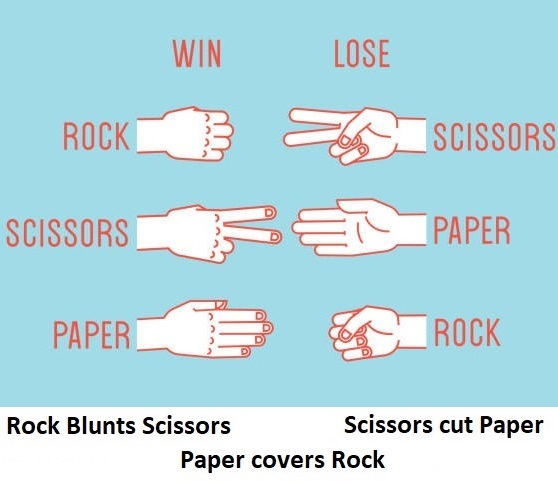 WIN LOSE
ROCK SCISSORS
SCISSORS PAPER
PAPER ROCK
Rock Blunts Scissors Scissors cut Paper
Paper covers Rock